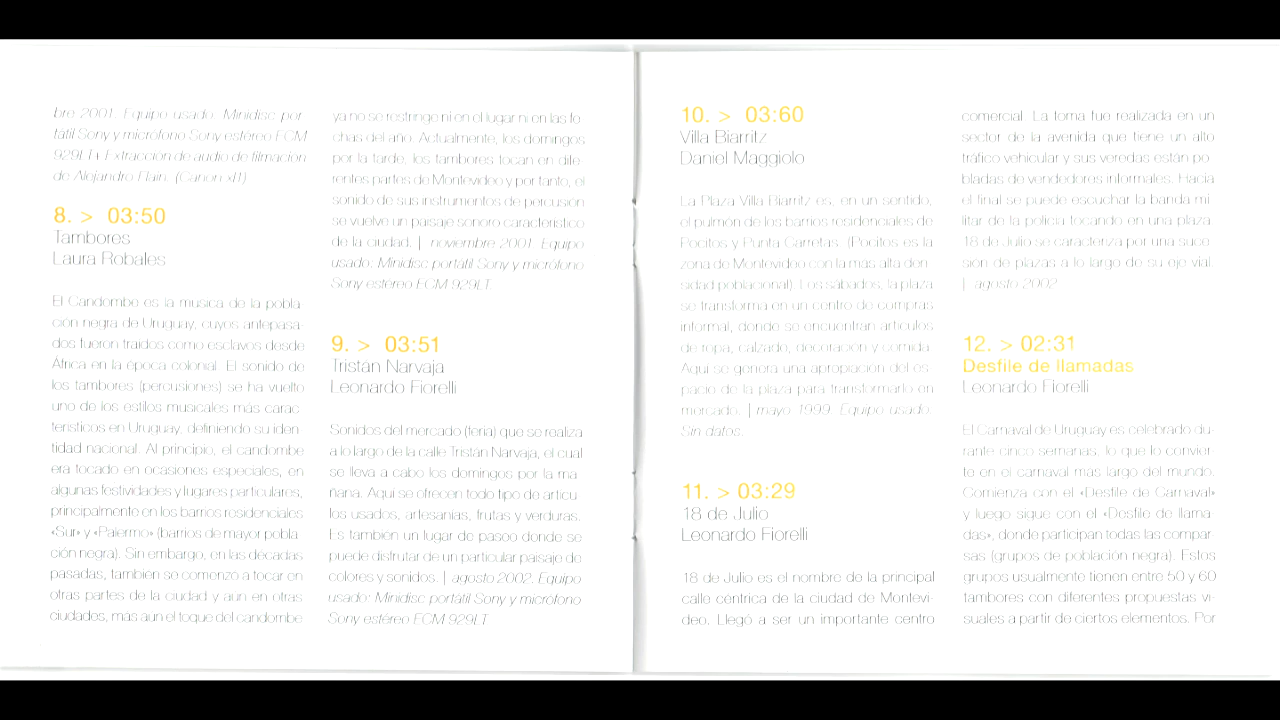 bre 2001. Equipo usado: Minidisc por-
tátil Sony y micrófono Sony estéreo ECM
929LT+ Extracción de audio de filmación
de Alejandro Flain. (Canon xl1)
8. > 03:50
Tambores
Laura Robales
El Candombe es la música de la pobla-
ción negra de Uruguay, cuyos antepasa-
dos fueron traídos como esclavos desde
África en la época colonial. El sonido de
los tambores (percusiones) se ha vuelto
uno de los estilos musicales más carac-
terísticos en Uruguay, definiendo su iden-
tidad nacional. Al principio, el candombe
era tocado en ocasiones especiales, en
algunas festividades y lugares particulares,
principalmente en los barrios residenciales
«Sur» y «Palermo» (barrios de mayor pobla-
ción negra). Sin embargo, en las décadas
pasadas, también se comenzó a tocar en
otras partes de la ciudad y aun en otras
ciudades, más aun el toque del candombe
ya no se restringe ni en el lugar ni en las fe-
chas del año. Actualmente, los domingos
por la tarde, los tambores tocan en dife-
rentes partes de Montevideo y por tanto, el
sonido de sus instrumentos de percusión
se vuelve un paisaje sonoro característico
de la ciudad. | noviembre 2001. Equipo
usado: Minidisc portátil Sony y micrófono
Sony estéreo ECM 929LT.
9. > 03:51
Tristán Narvaja
Leonardo Fiorelli
Sonidos del mercado (feria) que se realiza
a lo largo de la calle Tristán Narvaja, el cual
se lleva a cabo los domingos por la ma-
ñana. Aquí se ofrecen todo tipo de artícu-
los usados, artesanías, frutas y verduras.
Es también un lugar de paseo donde se
puede disfrutar de un particular paisaje de
colores y sonidos. | agosto 2002. Equipo
usado: Minidisc portátil Sony y micrófono
Sony estéreo ECM 929LT
10. > 03:60
Villa Biarritz
Daniel Maggiolo
La Plaza Villa Biarritz es, en un sentido,
el pulmón de los barrios residenciales de
Pocitos y Punta Carretas. (Pocitos es la
zona de Montevideo con la más alta den-
sidad poblacional). Los sábados, la plaza
se transforma en un centro de compras
informal, donde se encuentran artículos
de ropa, calzado, decoración y comida.
Aquí se genera una apropiación del es-
pacio de la plaza para transformarlo en
mercado. | mayo 1999. Equipo usado:
Sin datos.
11. > 03:29
18 de Julio
Leonardo Fiorelli
18 de Julio es el nombre de la principal
calle céntrica de la ciudad de Montevi-
deo. Llegó a ser un importante centro
comercial. La toma fue realizada en un
sector de la avenida que tiene un alto
tráfico vehicular y sus veredas están po-
bladas de vendedores informales. Hacia
el final se puede escuchar la banda mi-
litar de la policía tocando en una plaza.
18 de Julio se caracteriza por una suce-
sión de plazas a lo largo de su eje vial.
| agosto 2002
12. > 02:31
Desfile de llamadas
Leonardo Fiorelli
El Carnaval de Uruguay es celebrado du-
rante cinco semanas, lo que lo convier-
te en el carnaval más largo del mundo.
Comienza con el «Desfile de Carnaval»
y luego sigue con el «Desfile de llama-
das», donde participan todas las compar-
sas (grupos de población negra). Estos
grupos usualmente tienen entre 50 y 60
tambores con diferentes propuestas vi-
suales a partir de ciertos elementos. Por